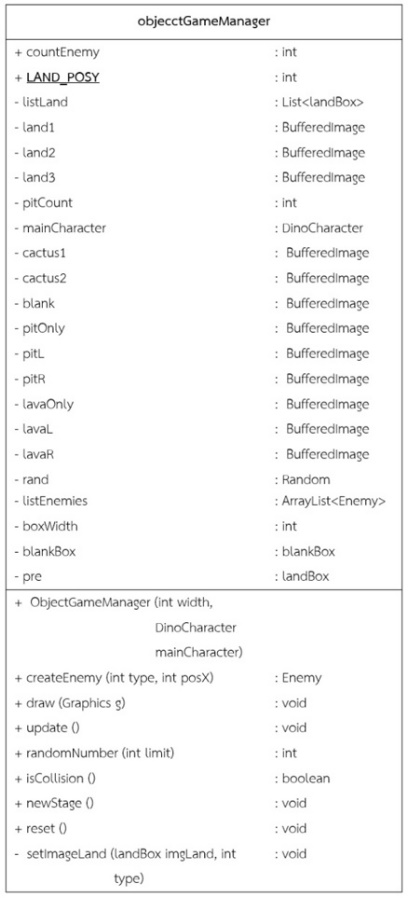 objecctGameManager
+ countEnemy : int
+ LAND_POSY : int
- listLand : List<landBox>
- land1 : BufferedImage
- land2 : BufferedImage
- land3 : BufferedImage
- pitCount : int
- mainCharacter : DinoCharacter
- cactus1 : BufferedImage
- cactus2 : BufferedImage
- blank : BufferedImage
- pitOnly : BufferedImage
- pitL : BufferedImage
- pitR : BufferedImage
- lavaOnly : BufferedImage
- lavaL : BufferedImage
- lavaR : BufferedImage
- rand : Random
- listEnemies : ArrayList<Enemy>
- boxWidth : int
- blankBox : blankBox
- pre : landBox
+ ObjectGameManager (int width,
DinoCharacter
mainCharacter)
+ createEnemy (int type, int posX) : Enemy
+ draw (Graphics g) : void
+ update () : void
+ randomNumber (int limit) : int
+ isCollision () : boolean
+ newStage () : void
+ reset () : void
- setImageLand (landBox imgLand, int : void
type)